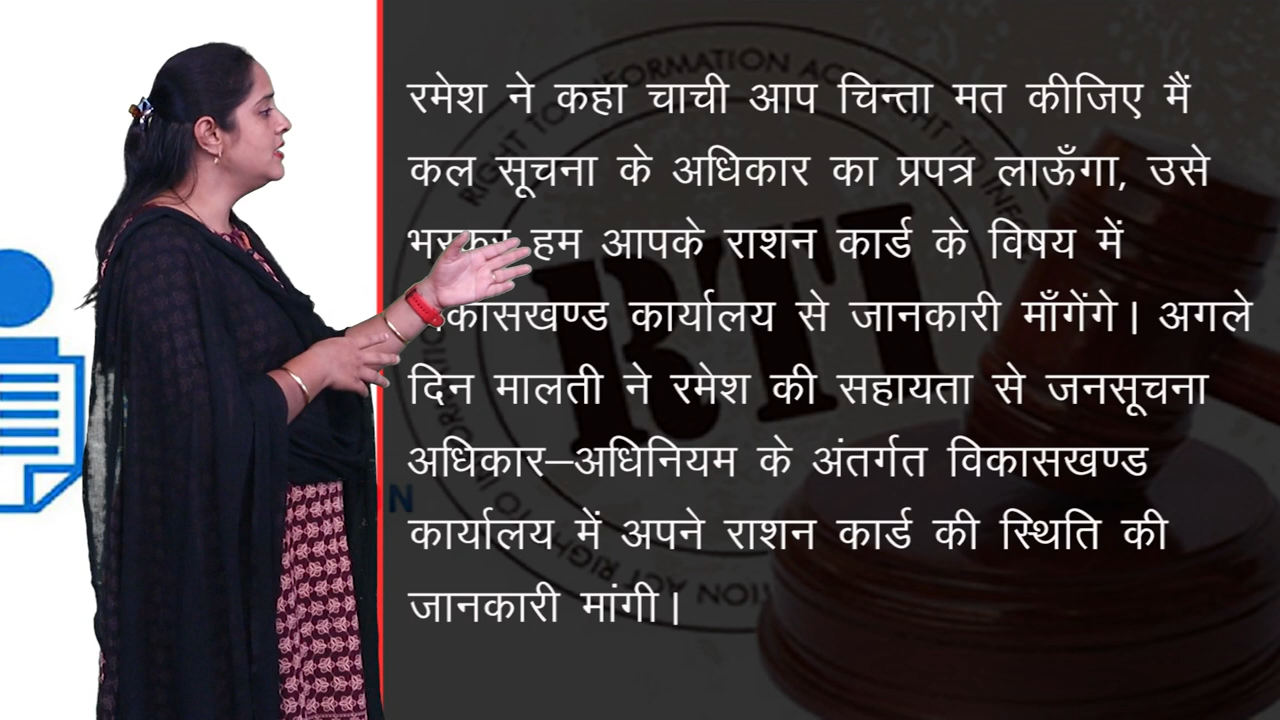 रमेश ने कहा चाची आप चिन्ता मत कीजिए मैं
कल सूचना के अधिकार का प्रपत्र लाऊँगा, उसे
हम आपके राशन कार्ड के विषय में
कार्यालय से जानकारी माँगेंगे। अगले
दिन मालती ने रमेश की सहायता से जनसूचना
अधिकार–अधिनियम के अंतर्गत विकासखण्ड
कार्यालय में अपने राशन कार्ड की स्थिति की
जानकारी मांगी।
RTI